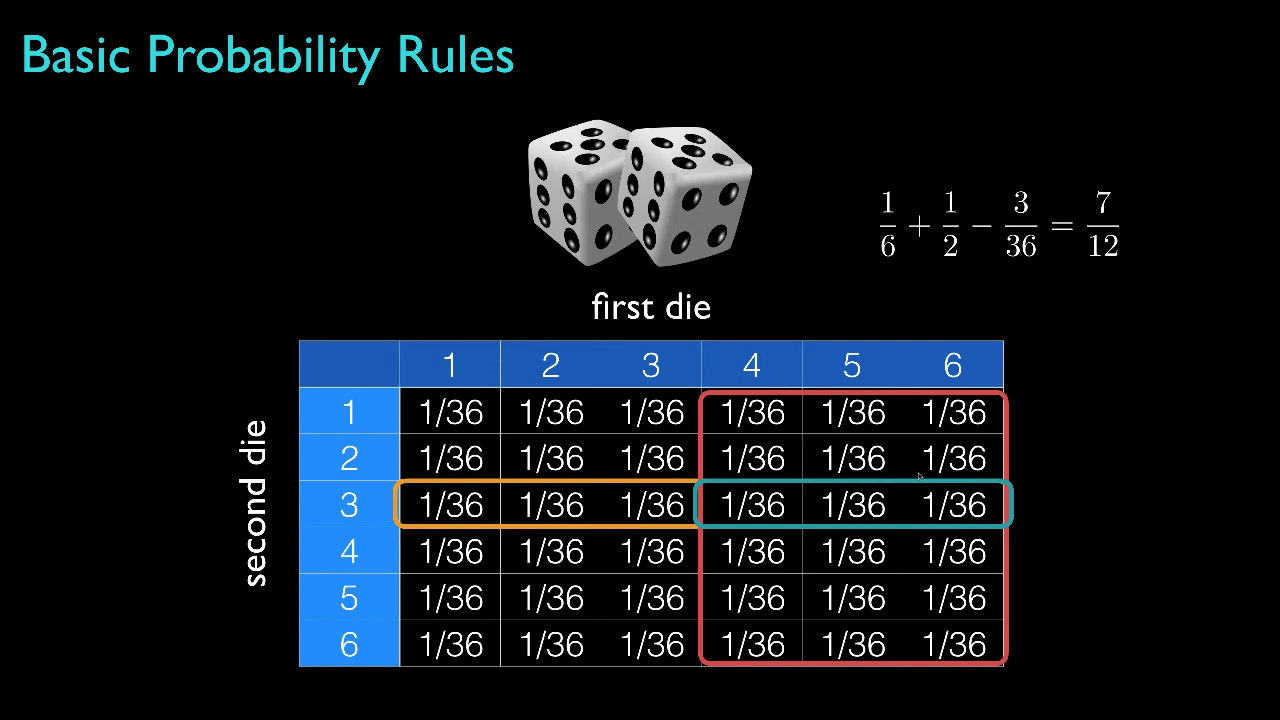 Basic Probability Rules
1/6 + 1/2 − 3/36 = 7/12
first die
1 2 3 4 5 6
second die
1 1/36 1/36 1/36 1/36 1/36 1/36
2 1/36 1/36 1/36 1/36 1/36 1/36
3 1/36 1/36 1/36 1/36 1/36 1/36
4 1/36 1/36 1/36 1/36 1/36 1/36
5 1/36 1/36 1/36 1/36 1/36 1/36
6 1/36 1/36 1/36 1/36 1/36 1/36